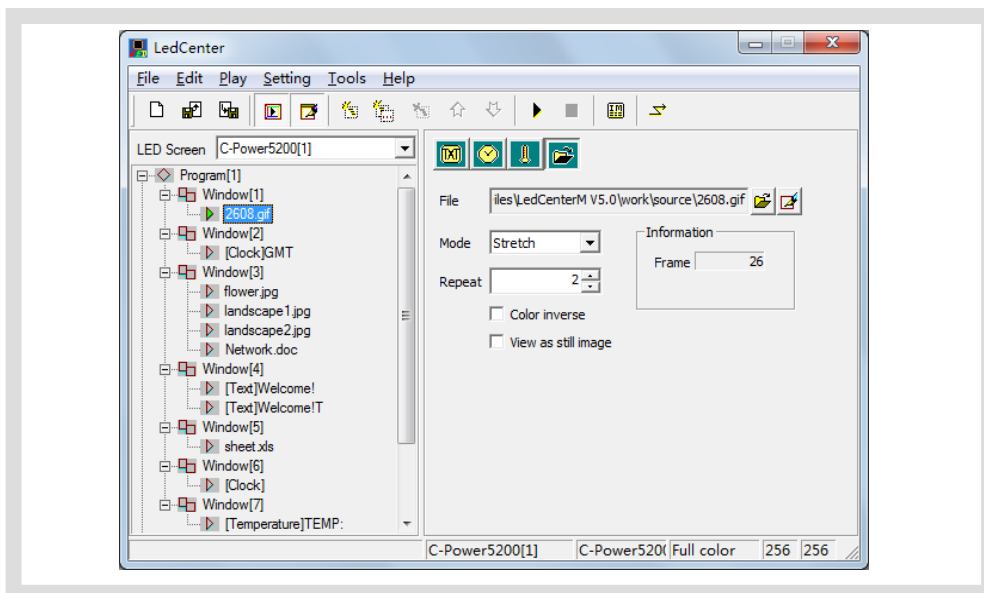 LedCenter
File Edit Play Setting Tools Help
LED Screen C-Power5200[1]
Program[1]
Window[1]
2608.gif
Window[2]
[Clock]GMT
Window[3]
flower.jpg
landscape1.jpg
landscape2.jpg
Network.doc
Window[4]
[Text]Welcome!
[Text]Welcome!T
Window[5]
sheet.xls
Window[6]
[Clock]
Window[7]
[Temperature]TEMP:
TXT
File iles\LedCenterM V5.0\work\source\2608.gif
Mode Stretch
Information
Frame 26
Repeat 2
Color inverse
View as still image
C-Power5200[1] C-Power520( Full color 256 256